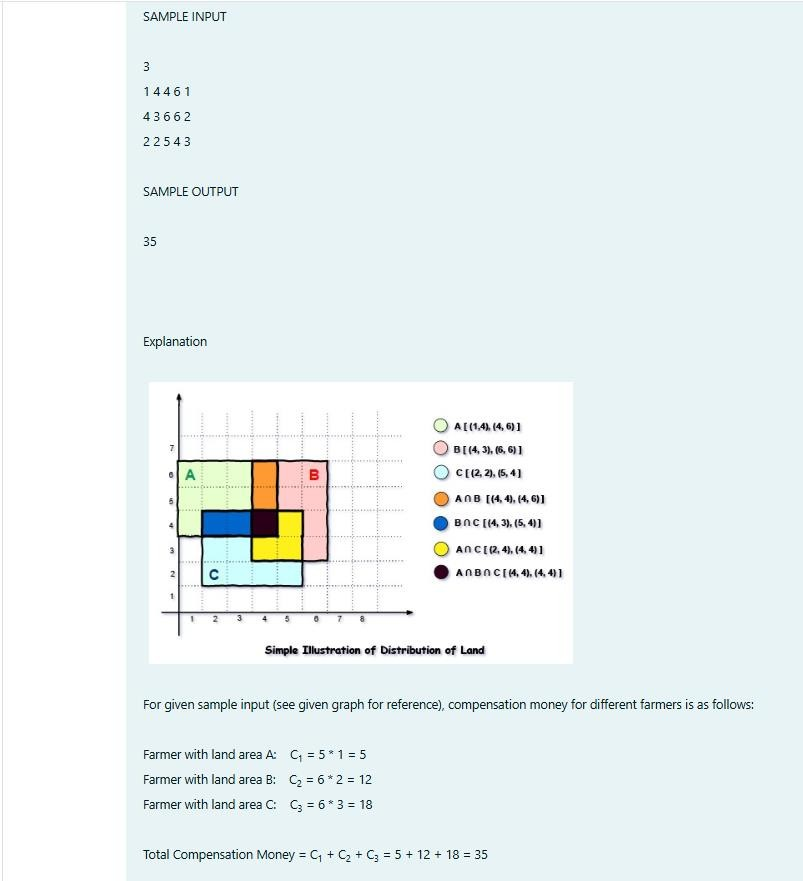 SAMPLE INPUT
3
1 4 4 6 1
4 3 6 6 2
2 2 5 4 3
SAMPLE OUTPUT
35
Explanation
7
6
5
4
3
2
1
A
B
C
1 2 3 4 5 6 7 8
A [ (1,4), (4, 6) ]
B [ (4, 3), (6, 6) ]
C [ (2, 2), (5, 4 ]
A ∩ B [(4, 4), (4, 6)]
B ∩ C [ (4, 3), (5, 4) ]
A ∩ C [ (2, 4), (4, 4) ]
A ∩ B ∩ C [ (4, 4), (4, 4) ]
Simple Illustration of Distribution of Land
For given sample input (see given graph for reference), compensation money for different farmers is as follows:
Farmer with land area A: C₁ = 5 * 1 = 5
Farmer with land area B: C₂ = 6 * 2 = 12
Farmer with land area C: C₃ = 6 * 3 = 18
Total Compensation Money = C₁ + C₂ + C₃ = 5 + 12 + 18 = 35